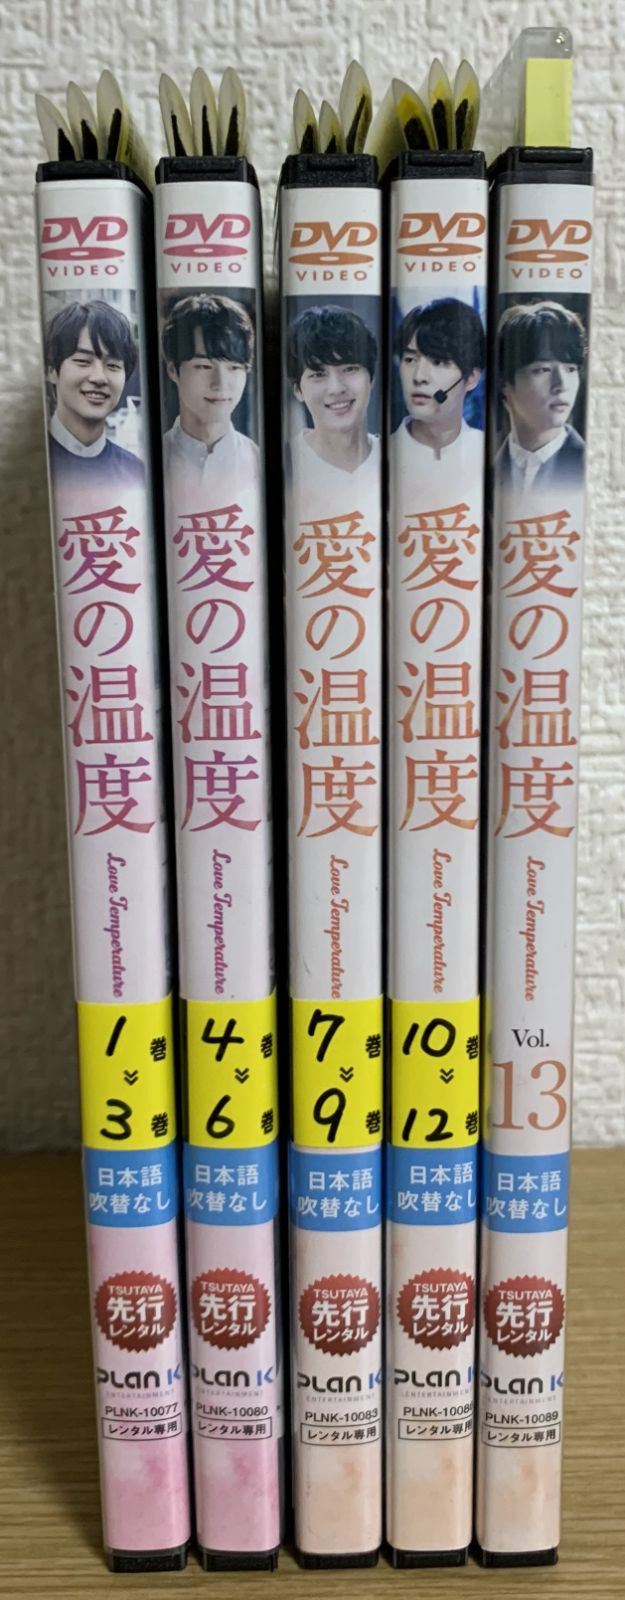 DVD
VIDEO
愛の温度
Love Temperature
1巻
3巻
日本語
吹替なし
TSUTAYA
先行
レンタル
PLAN K
ENTERTAINMENT
PLNK-10077
レンタル専用
DVD
VIDEO
愛の温度
Love Temperature
4巻
6巻
日本語
吹替なし
TSUTAYA
先行
レンタル
PLAN K
ENTERTAINMENT
PLNK-10080
レンタル専用
DVD
VIDEO
愛の温度
Love Temperature
7巻
9巻
日本語
吹替なし
TSUTAYA
先行
レンタル
PLAN K
ENTERTAINMENT
PLNK-10083
レンタル専用
DVD
VIDEO
愛の温度
Love Temperature
10巻
12巻
日本語
吹替なし
TSUTAYA
先行
レンタル
PLAN K
ENTERTAINMENT
PLNK-10086
レンタル専用
DVD
VIDEO
愛の温度
Love Temperature
Vol.
13
日本語
吹替なし
TSUTAYA
先行
レンタル
PLAN K
ENTERTAINMENT
PLNK-10089
レンタル専用